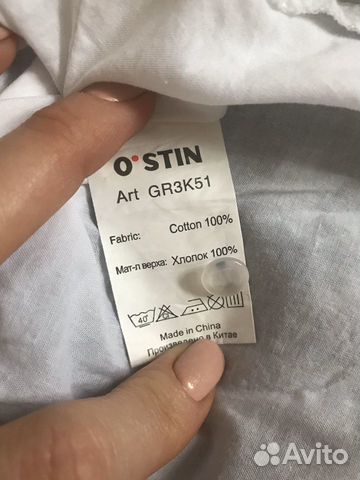 O'STIN
Art GR3K51
Fabric: Cotton 100%
Мат-л верха: Хлопок 100%
40°
Made in China
Произведено в Китае
Avito